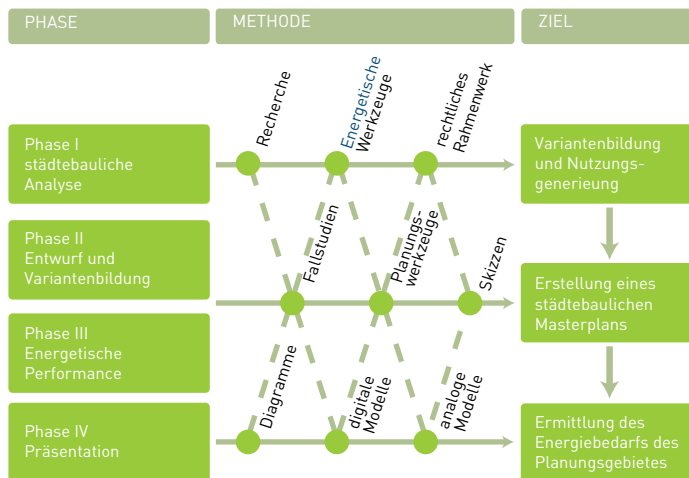 PHASE
METHODE
ZIEL
Recherche
Energetische
Werkzeuge
rechtliches
Rahmenwerk
Phase I
städtebauliche
Analyse
Variantenbildung
und Nutzungs-
generieung
Phase II
Entwurf und
Variantenbildung
Fallstudien
Planungs-
werkzeuge
Skizzen
Erstellung eines
städtebaulichen
Masterplans
Phase III
Energetische
Performance
Diagramme
digitale
Modelle
analoge
Modelle
Phase IV
Präsentation
Ermittlung des
Energiebedarfs des
Planungsgebietes